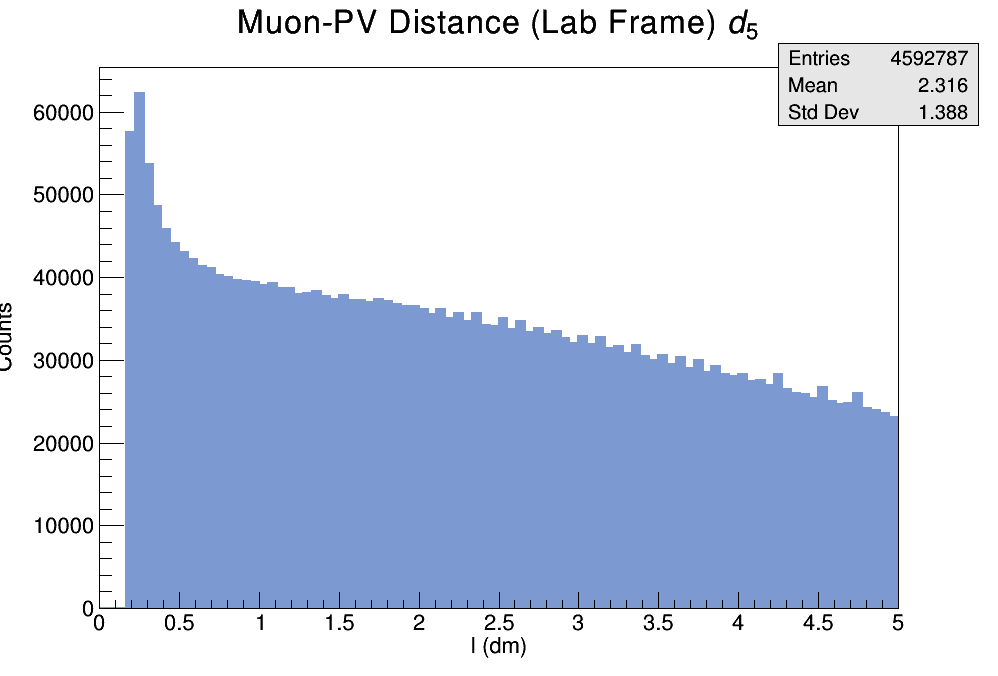 Muon-PV Distance (Lab Frame) d5
Entries 4592787
Mean 2.316
Std Dev 1.388
Counts
60000
50000
40000
30000
20000
10000
0
0 0.5 1 1.5 2 2.5 3 3.5 4 4.5 5
l (dm)